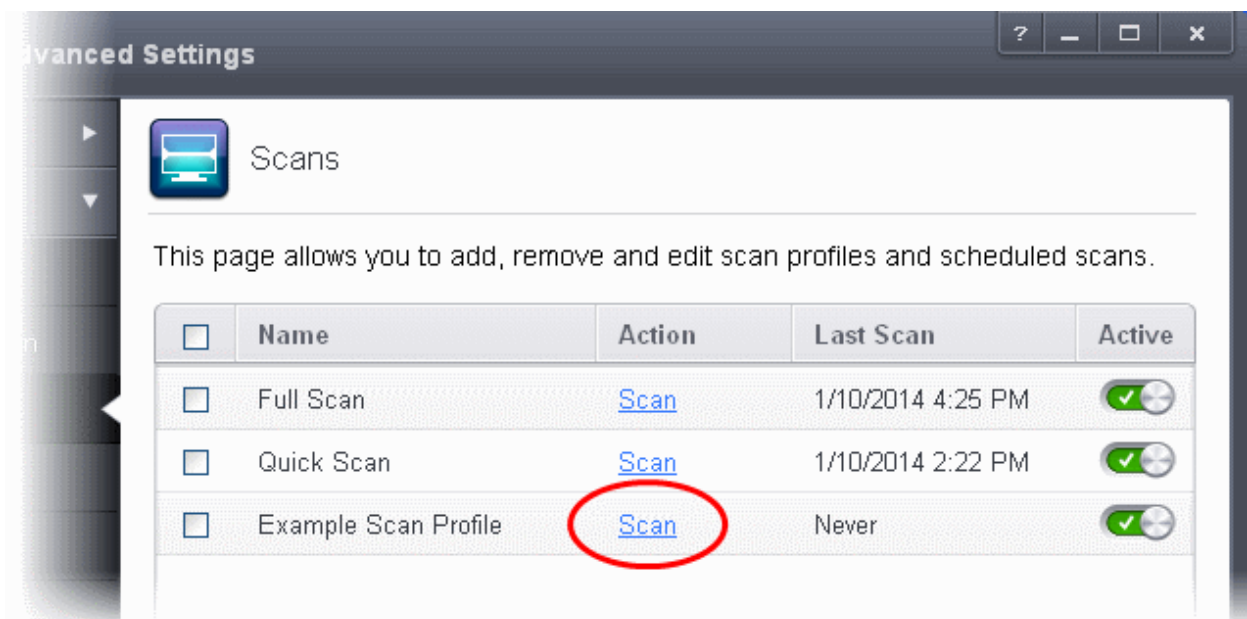 dvanced Settings
Scans
This page allows you to add, remove and edit scan profiles and scheduled scans.
Name Action Last Scan Active
Full Scan Scan 1/10/2014 4:25 PM
Quick Scan Scan 1/10/2014 2:22 PM
Example Scan Profile Scan Never